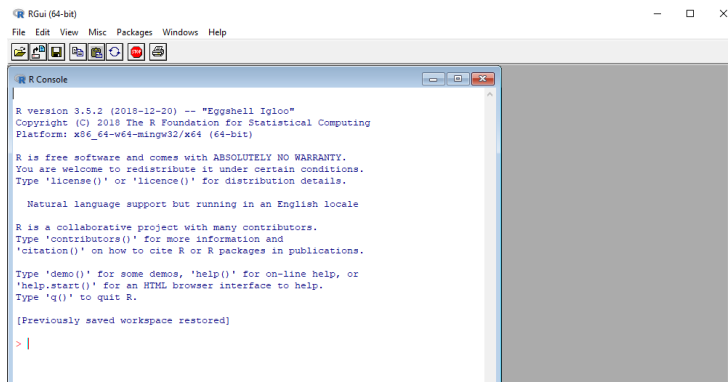 RGui (64-bit)
File Edit View Misc Packages Windows Help
STOP
R Console
R version 3.5.2 (2018-12-20) -- "Eggshell Igloo"
Copyright (C) 2018 The R Foundation for Statistical Computing
Platform: x86_64-w64-mingw32/x64 (64-bit)
R is free software and comes with ABSOLUTELY NO WARRANTY.
You are welcome to redistribute it under certain conditions.
Type 'license()' or 'licence()' for distribution details.
Natural language support but running in an English locale
R is a collaborative project with many contributors.
Type 'contributors()' for more information and
'citation()' on how to cite R or R packages in publications.
Type 'demo()' for some demos, 'help()' for on-line help, or
'help.start()' for an HTML browser interface to help.
Type 'q()' to quit R.
[Previously saved workspace restored]
>